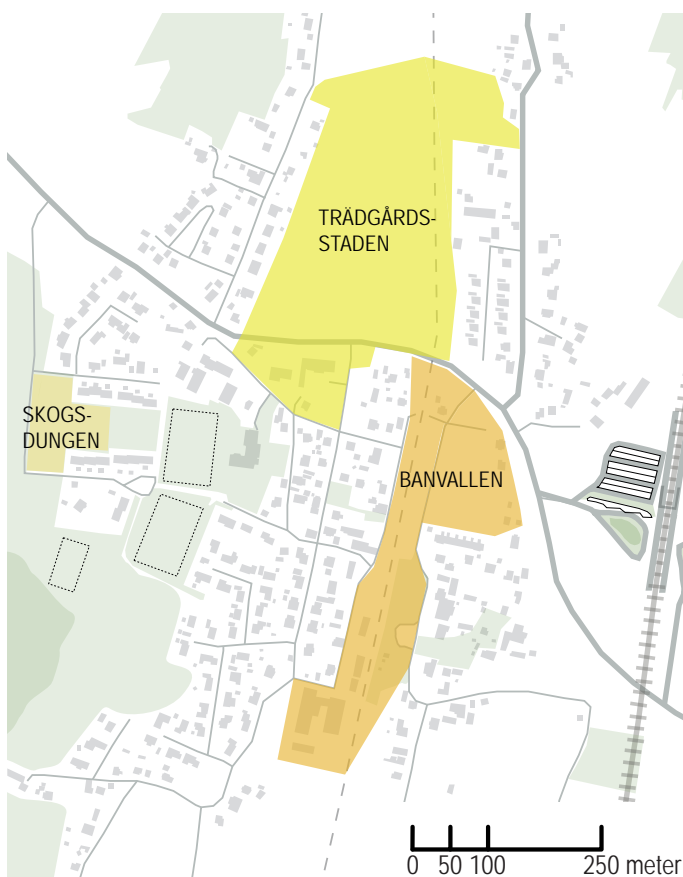 TRÄDGÅRDS-
STADEN
SKOGS-
DUNGEN
BANVALLEN
0 50 100 250 meter